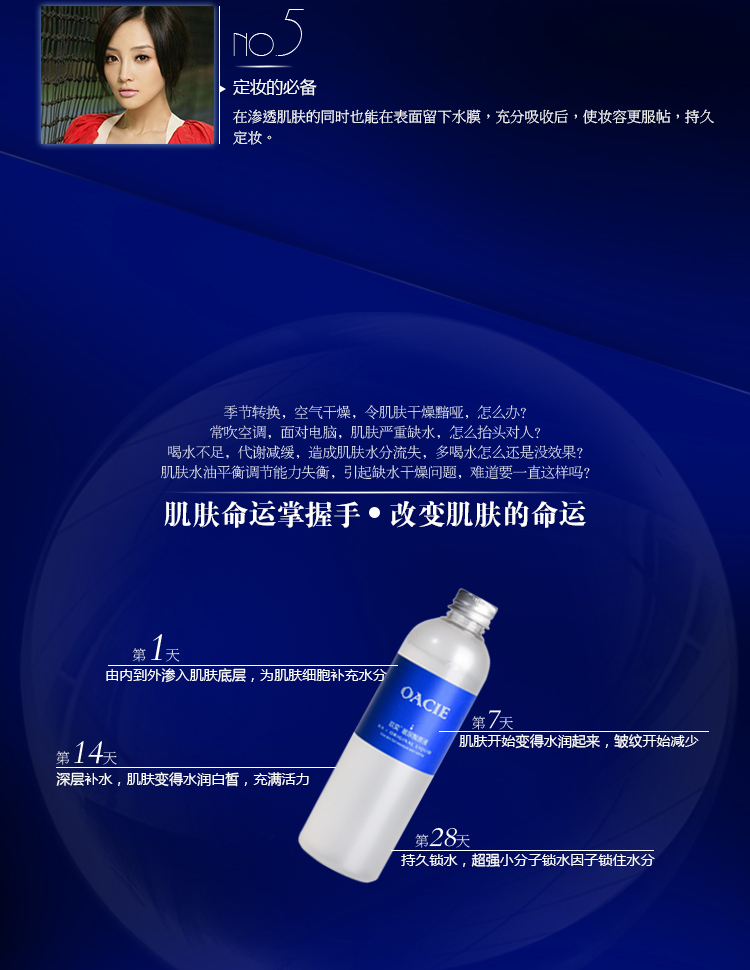 NO.5
定妆的必备
在渗透肌肤的同时也能在表面留下水膜，充分吸收后，使妆容更服帖，持久
定妆。
季节转换，空气干燥，令肌肤干燥黯哑，怎么办?
常吹空调，面对电脑，肌肤严重缺水，怎么抬头对人?
喝水不足，代谢减缓，造成肌肤水分流失，多喝水怎么还是没效果?
肌肤水油平衡调节能力失衡，引起缺水干燥问题，难道要一直这样吗?
肌肤命运掌握手•改变肌肤的命运
第1天
由内到外渗入肌肤底层，为肌肤细胞补充水分
OACIE
第7天
肌肤开始变得水润起来，皱纹开始减少
第14天
深层补水，肌肤变得水润白皙，充满活力
第28天
持久锁水，超强小分子锁水因子锁住水分